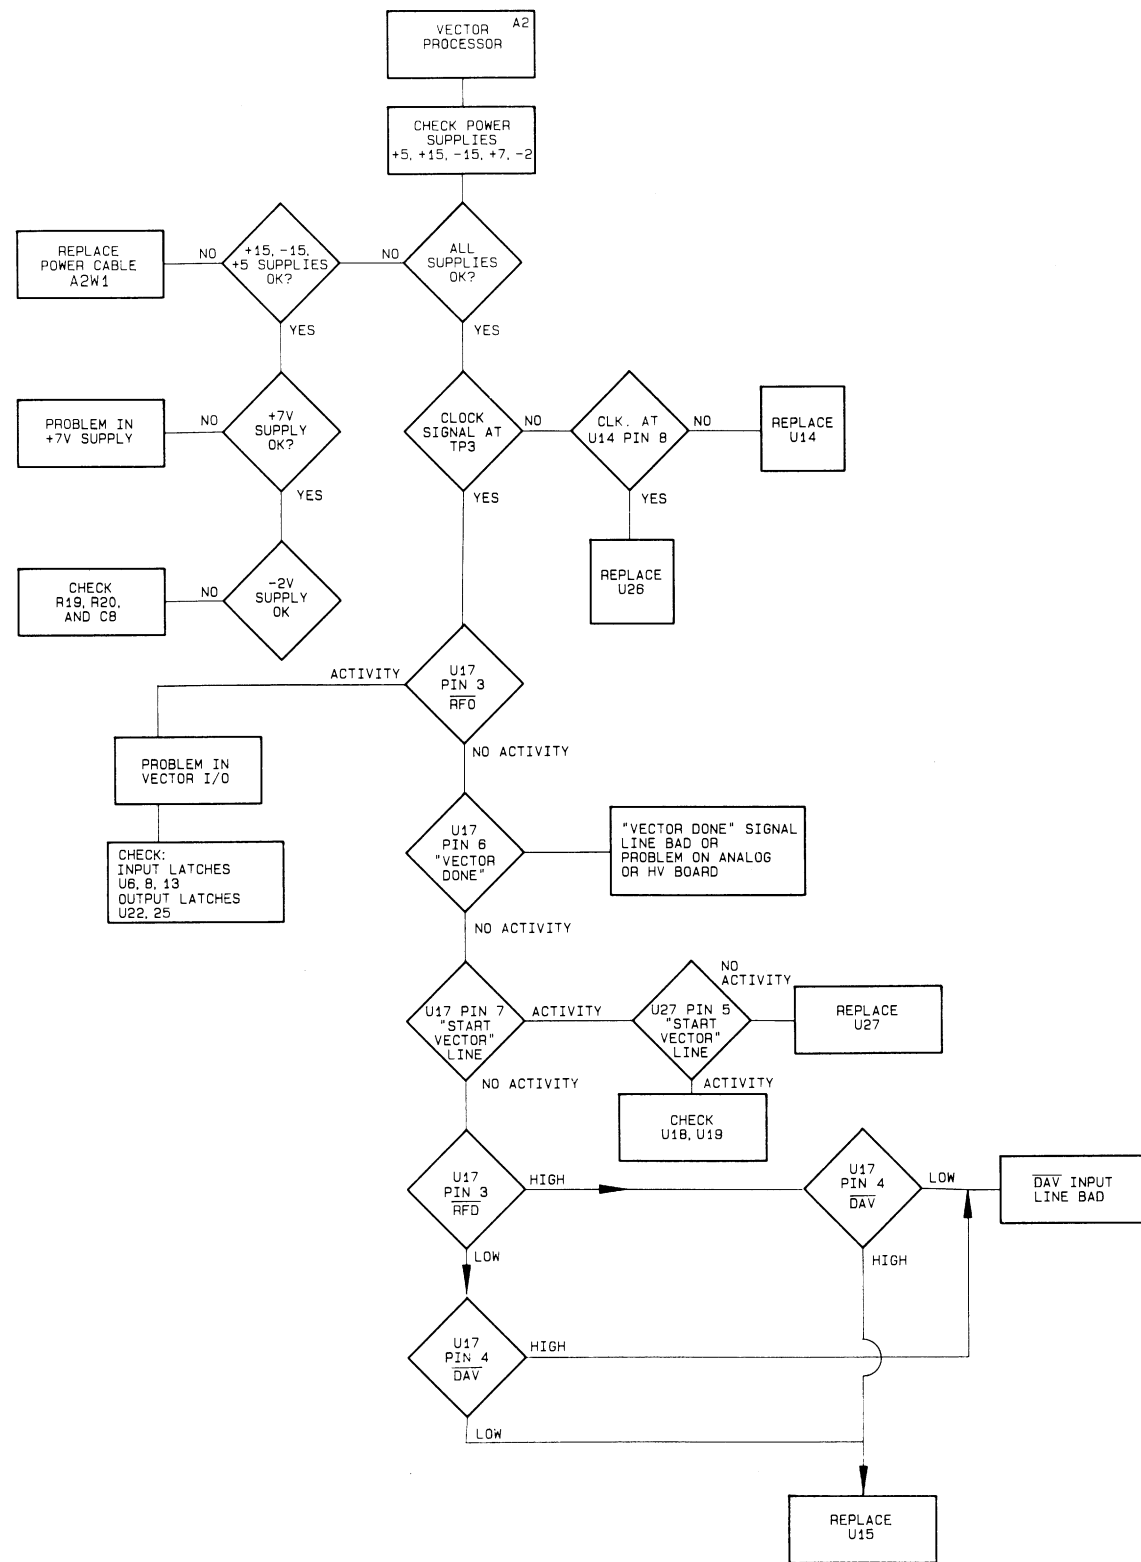 A2
VECTOR
PROCESSOR
CHECK POWER
SUPPLIES
+5, +15, -15, +7, -2
REPLACE
POWER CABLE
A2W1
NO
+15, -15,
+5 SUPPLIES
OK?
NO
ALL
SUPPLIES
OK?
YES
YES
PROBLEM IN
+7V SUPPLY
NO
+7V
SUPPLY
OK?
CLOCK
SIGNAL AT
TP3
NO
CLK. AT
U14 PIN 8
NO
REPLACE
U14
YES
YES
YES
CHECK
R19, R20,
AND C8
NO
-2V
SUPPLY
OK
REPLACE
U26
ACTIVITY
U17
PIN 3
RFO
NO ACTIVITY
PROBLEM IN
VECTOR I/O
CHECK:
INPUT LATCHES
U6, 8, 13
OUTPUT LATCHES
U22, 25
U17
PIN 6
"VECTOR
DONE"
"VECTOR DONE" SIGNAL
LINE BAD OR
PROBLEM ON ANALOG
OR HV BOARD
NO ACTIVITY
U17 PIN 7
"START
VECTOR"
LINE
ACTIVITY
U27 PIN 5
"START
VECTOR"
LINE
NO
ACTIVITY
REPLACE
U27
NO ACTIVITY
ACTIVITY
CHECK
U18, U19
U17
PIN 3
RFD
HIGH
U17
PIN 4
DAV
LOW
DAV INPUT
LINE BAD
LOW
HIGH
U17
PIN 4
DAV
HIGH
LOW
REPLACE
U15